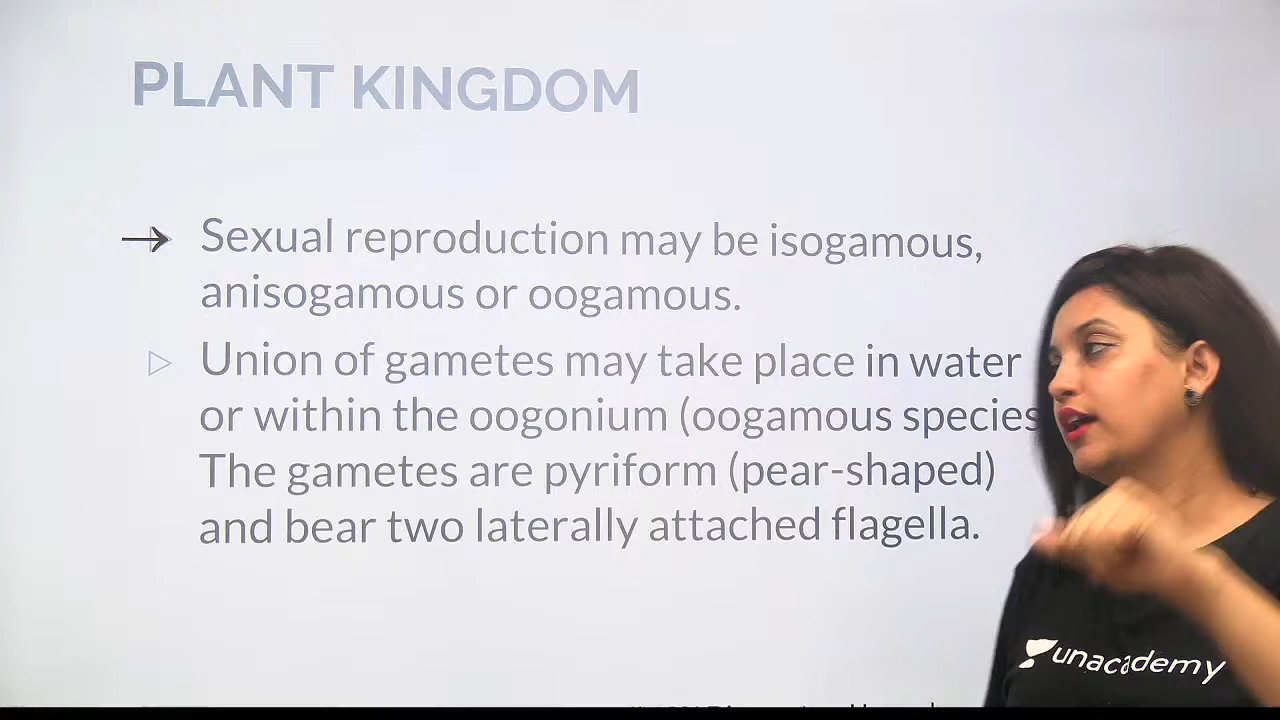 PLANT KINGDOM
Sexual reproduction may be isogamous,
anisogamous or oogamous.
Union of gametes may take place in water
or within the oogonium (oogamous species
The gametes are pyriform (pear-shaped)
and bear two laterally attached flagella.
unacademy